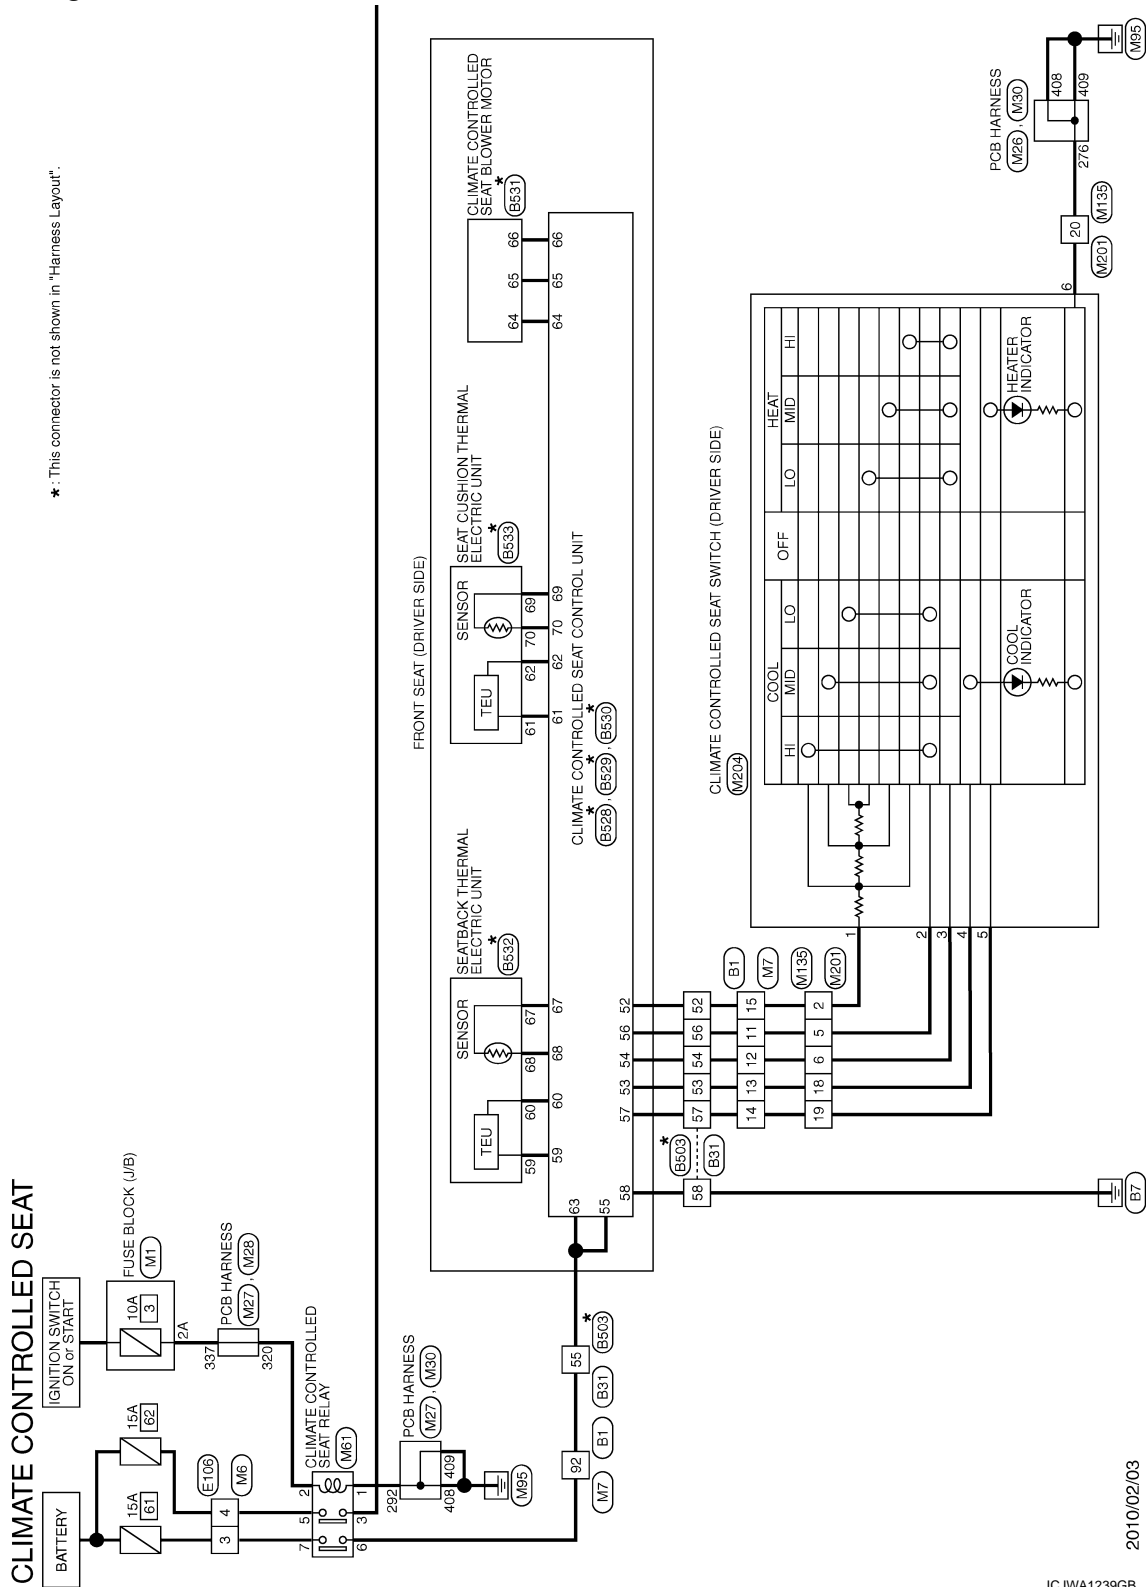 CLIMATE CONTROLLED SEAT
BATTERY
IGNITION SWITCH
ON or START
15A
61
15A
62
10A
3
FUSE BLOCK (J/B)
M1
2A
E106
M6
3
4
337
320
PCB HARNESS
M27 , M28
7
5
2
6
3
1
CLIMATE CONTROLLED
SEAT RELAY
M61
292
PCB HARNESS
M27 , M30
408
409
M95
92
M7
B1
55
B31
B503
★
★ : This connector is not shown in "Harness Layout".
FRONT SEAT (DRIVER SIDE)
SEATBACK THERMAL
ELECTRIC UNIT
★
B532
TEU
SENSOR
59
60
68
67
59
60
68
67
SEAT CUSHION THERMAL
ELECTRIC UNIT
★
B533
TEU
SENSOR
61
62
70
69
61
62
70
69
CLIMATE CONTROLLED
SEAT BLOWER MOTOR
★
B531
64
65
66
64
65
66
CLIMATE CONTROLLED SEAT CONTROL UNIT
★ ★ ★
B528 , B529 , B530
63
55
58
57
53
54
56
52
58
57
53
54
56
52
★
B503
B31
14
13
12
11
15
B1
M7
19
18
6
5
2
M135
M201
B7
1
2
3
4
5
CLIMATE CONTROLLED SEAT SWITCH (DRIVER SIDE)
M204
COOL
OFF
HEAT
HI
MID
LO
LO
MID
HI
COOL
INDICATOR
HEATER
INDICATOR
6
20
M201
M135
276
PCB HARNESS
M26 , M30
408
409
M95
2010/02/03
JCJWA1239GB